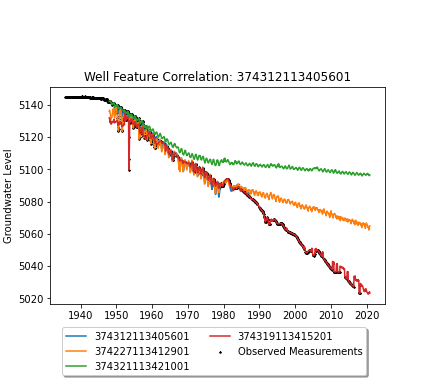 Well Feature Correlation: 374312113405601
Groundwater Level
5140
5120
5100
5080
5060
5040
5020
1940 1950 1960 1970 1980 1990 2000 2010 2020
374312113405601
374227113412901
374321113421001
374319113415201
Observed Measurements